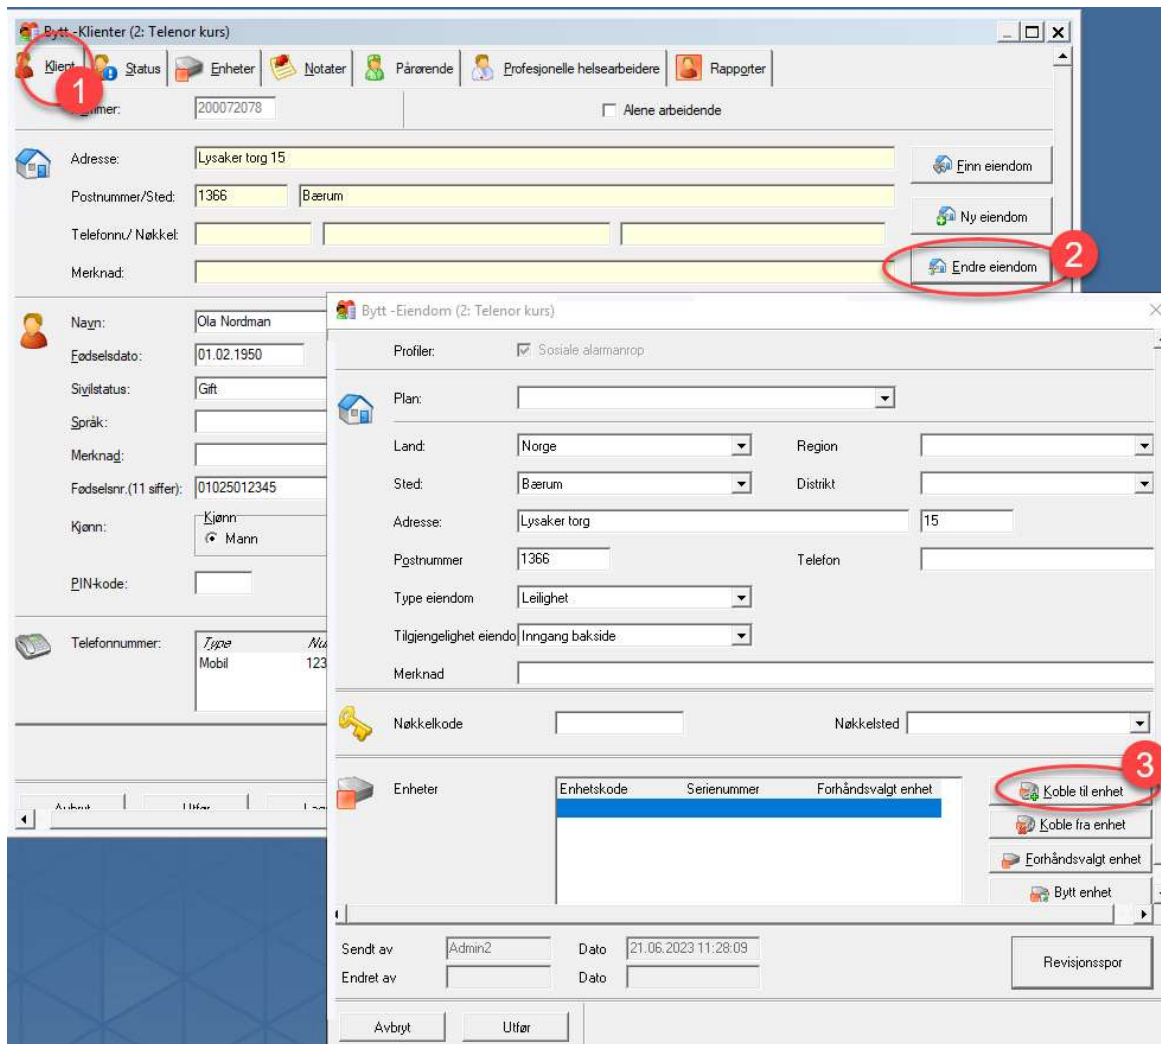 Bytt -Klienter (2: Telenor kurs)
Klient Status Enheter Notater Pårørende Profesjonelle helsearbeidere Rapporter
1
200072078 Alene arbeidende
Adresse: Lysaker torg 15 Finn eiendom
Postnummer/Sted: 1366 Bærum
Ny eiendom
Telefonnr./ Nøkkel:
2
Merknad: Endre eiendom
Navn: Ola Nordman
Fødselsdato: 01.02.1950
Sivilstatus: Gift
Språk:
Merknad:
Fødselsnr.(11 siffer): 01025012345
Kjønn: Kjønn
Mann
PIN-kode:
Telefonnummer: Type Nu
Mobil 123
Bytt -Eiendom (2: Telenor kurs)
Profiler: Sosiale alarmanrop
Plan:
Land: Norge Region
Sted: Bærum Distrikt
Adresse: Lysaker torg 15
Postnummer 1366 Telefon
Type eiendom Leilighet
Tilgjengelighet eiendo Inngang bakside
Merknad
Nøkkelkode Nøkkelsted
3
Enheter Enhetskode Serienummer Forhåndsvalgt enhet Koble til enhet
Koble fra enhet
Forhåndsvalgt enhet
Bytt enhet
Sendt av Admin2 Dato 21.06.2023 11:28:09
Revisjonsspor
Endret av Dato
Avbryt Utfør